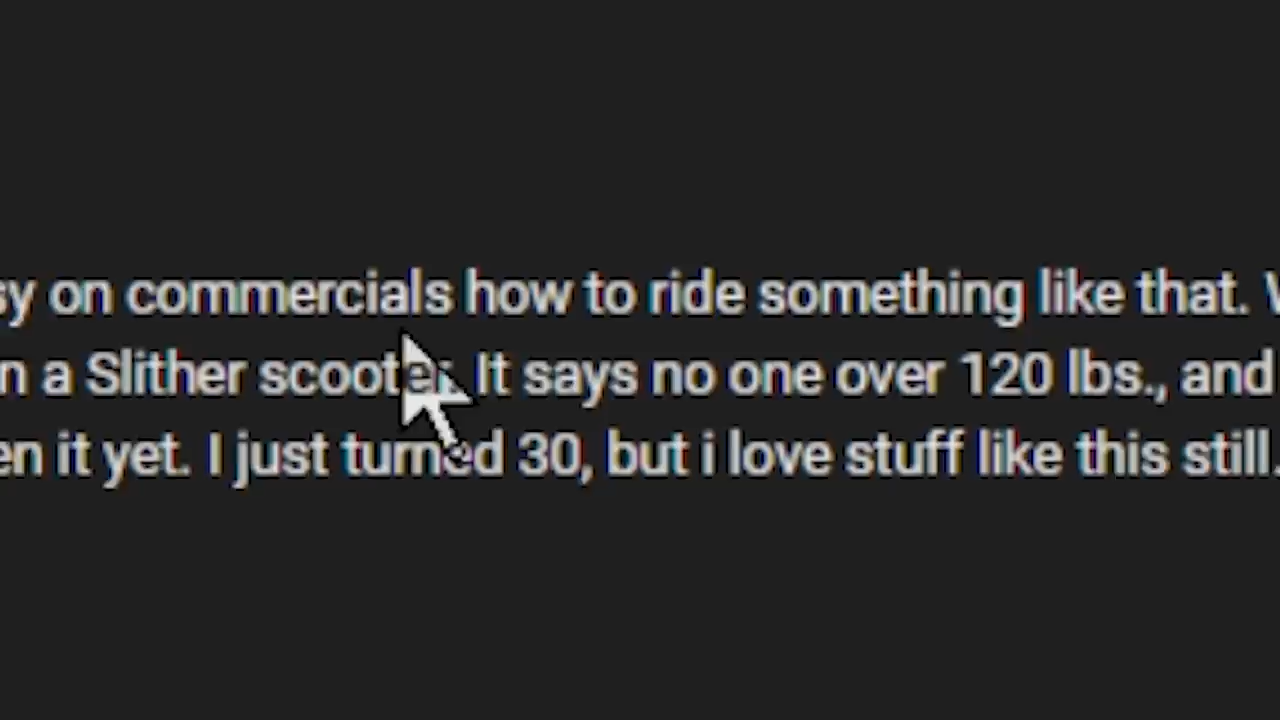 sy on commercials how to ride something like that. W
n a Slither scooter. It says no one over 120 lbs., and
en it yet. I just turned 30, but i love stuff like this still.